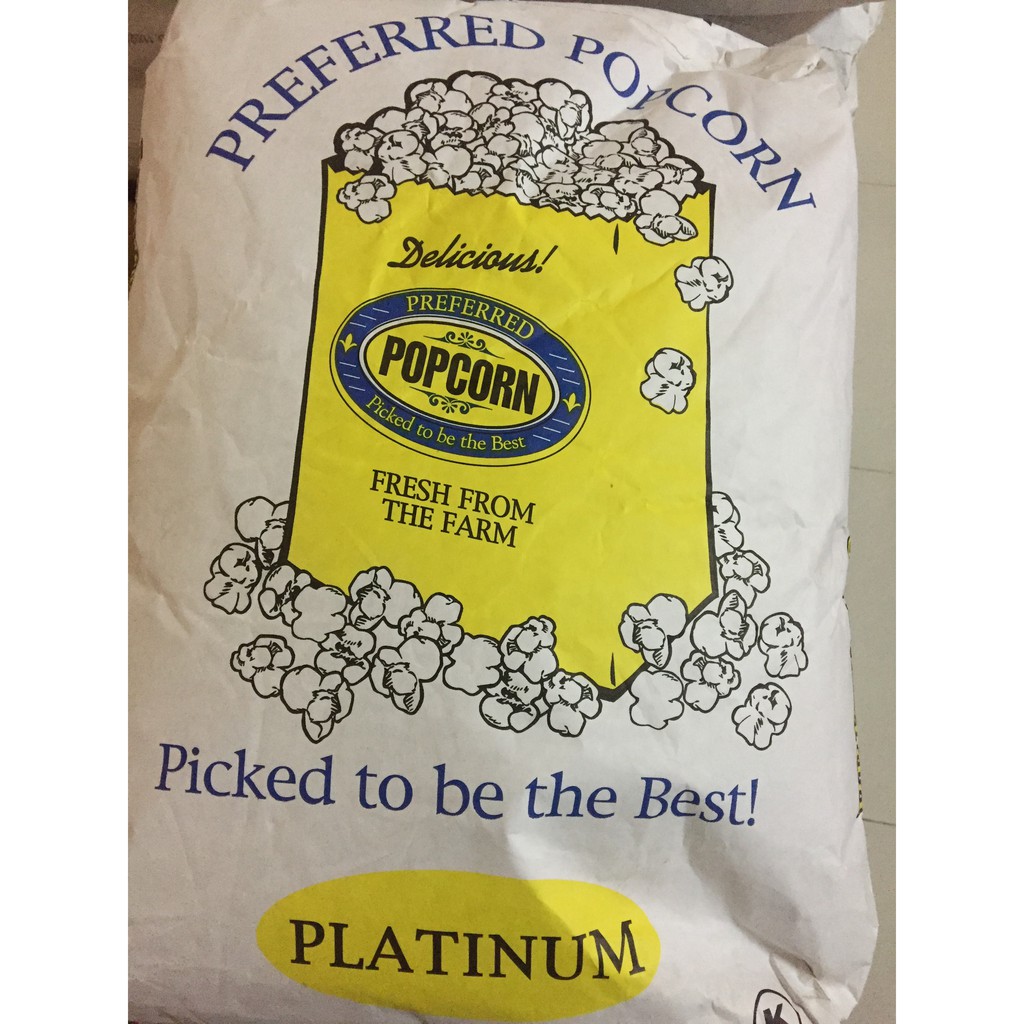 PREFERRED POPCORN
Delicious!
PREFERRED
POPCORN
Picked to be the Best
FRESH FROM
THE FARM
Picked to be the Best!
PLATINUM
K